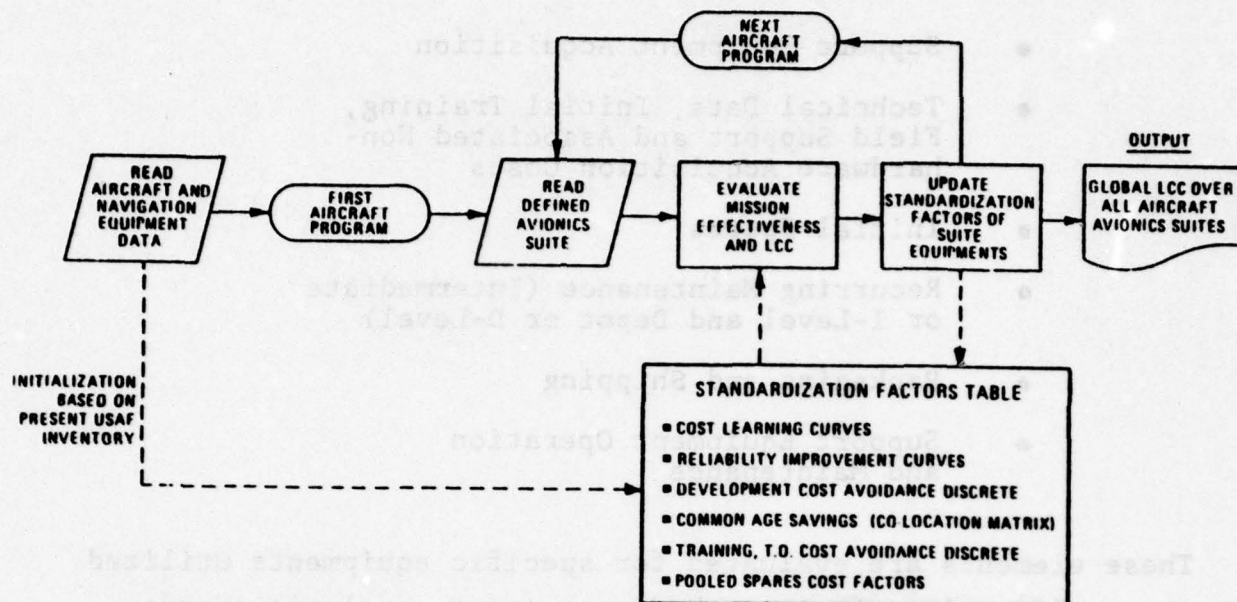 NEXT
AIRCRAFT
PROGRAM
READ
AIRCRAFT AND
NAVIGATION
EQUIPMENT
DATA
FIRST
AIRCRAFT
PROGRAM
READ
DEFINED
AVIONICS
SUITE
EVALUATE
MISSION
EFFECTIVENESS
AND LCC
UPDATE
STANDARDIZATION
FACTORS OF
SUITE
EQUIPMENTS
OUTPUT
GLOBAL LCC OVER
ALL AIRCRAFT
AVIONICS SUITES
INITIALIZATION
BASED ON
PRESENT USAF
INVENTORY
STANDARDIZATION FACTORS TABLE
▪ COST LEARNING CURVES
▪ RELIABILITY IMPROVEMENT CURVES
▪ DEVELOPMENT COST AVOIDANCE DISCRETE
▪ COMMON AGE SAVINGS (CO-LOCATION MATRIX)
▪ TRAINING, T.O. COST AVOIDANCE DISCRETE
▪ POOLED SPARES COST FACTORS
Technical Data, Initial Training,
Field Support and Associated Non-
hardware Acquisition Costs
Initial
Recurring Maintenance (Intermediate
or I-Level and Depot or D-Level)
Packaging and Shipping
Support Equipment Operation
and Maintenance
These elements are evaluated for specific equipments utilized